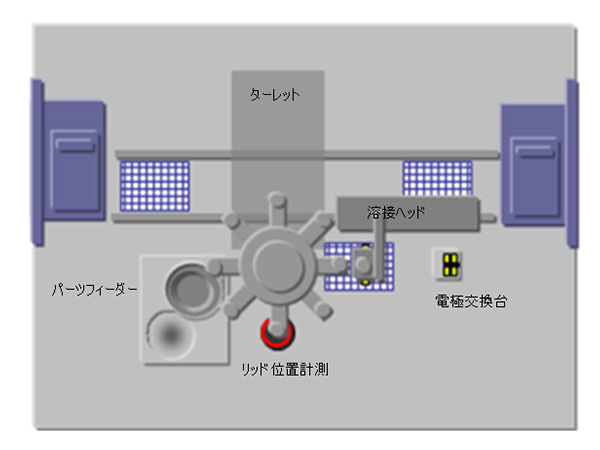 ターレット
溶接ヘッド
パーツフィーダー
電極交換台
リッド位置計測